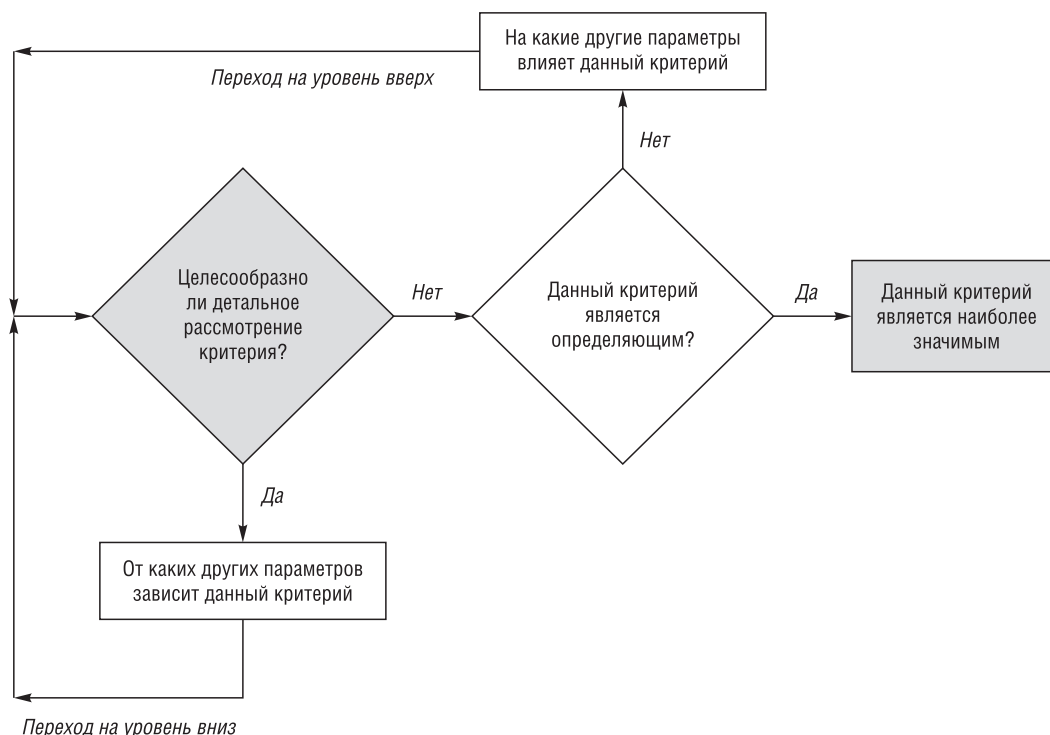 На какие другие параметры
влияет данный критерий
Переход на уровень вверх
Нет
Целесообразно
ли детальное
рассмотрение
критерия?
Нет
Данный критерий
является
определяющим?
Да
Данный критерий
является наиболее
значимым
Да
От каких других параметров
зависит данный критерий
Переход на уровень вниз